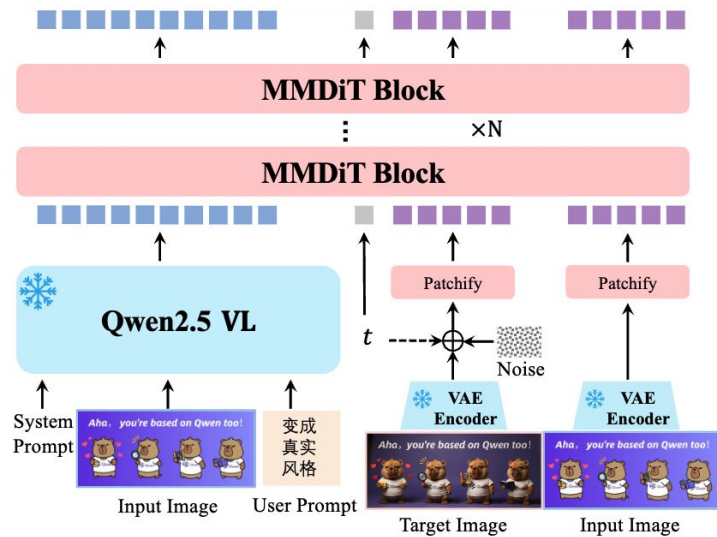 MMDiT Block
⋮ ×N
MMDiT Block
Patchify
Patchify
Qwen2.5 VL
t
Noise
VAE
Encoder
VAE
Encoder
System
Prompt
Aha, you're based on Qwen too!
变成
真实
风格
Aha, you're based on Qwen too!
Aha, you're based on Qwen too!
Input Image
User Prompt
Target Image
Input Image